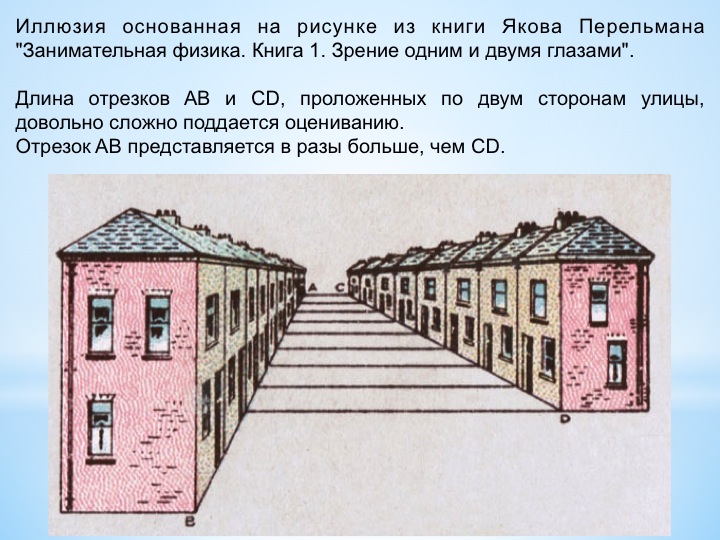 Иллюзия основанная на рисунке из книги Якова Перельмана
"Занимательная физика. Книга 1. Зрение одним и двумя глазами".
Длина отрезков AB и CD, проложенных по двум сторонам улицы,
довольно сложно поддается оцениванию.
Отрезок AB представляется в разы больше, чем CD.
A C
D
B